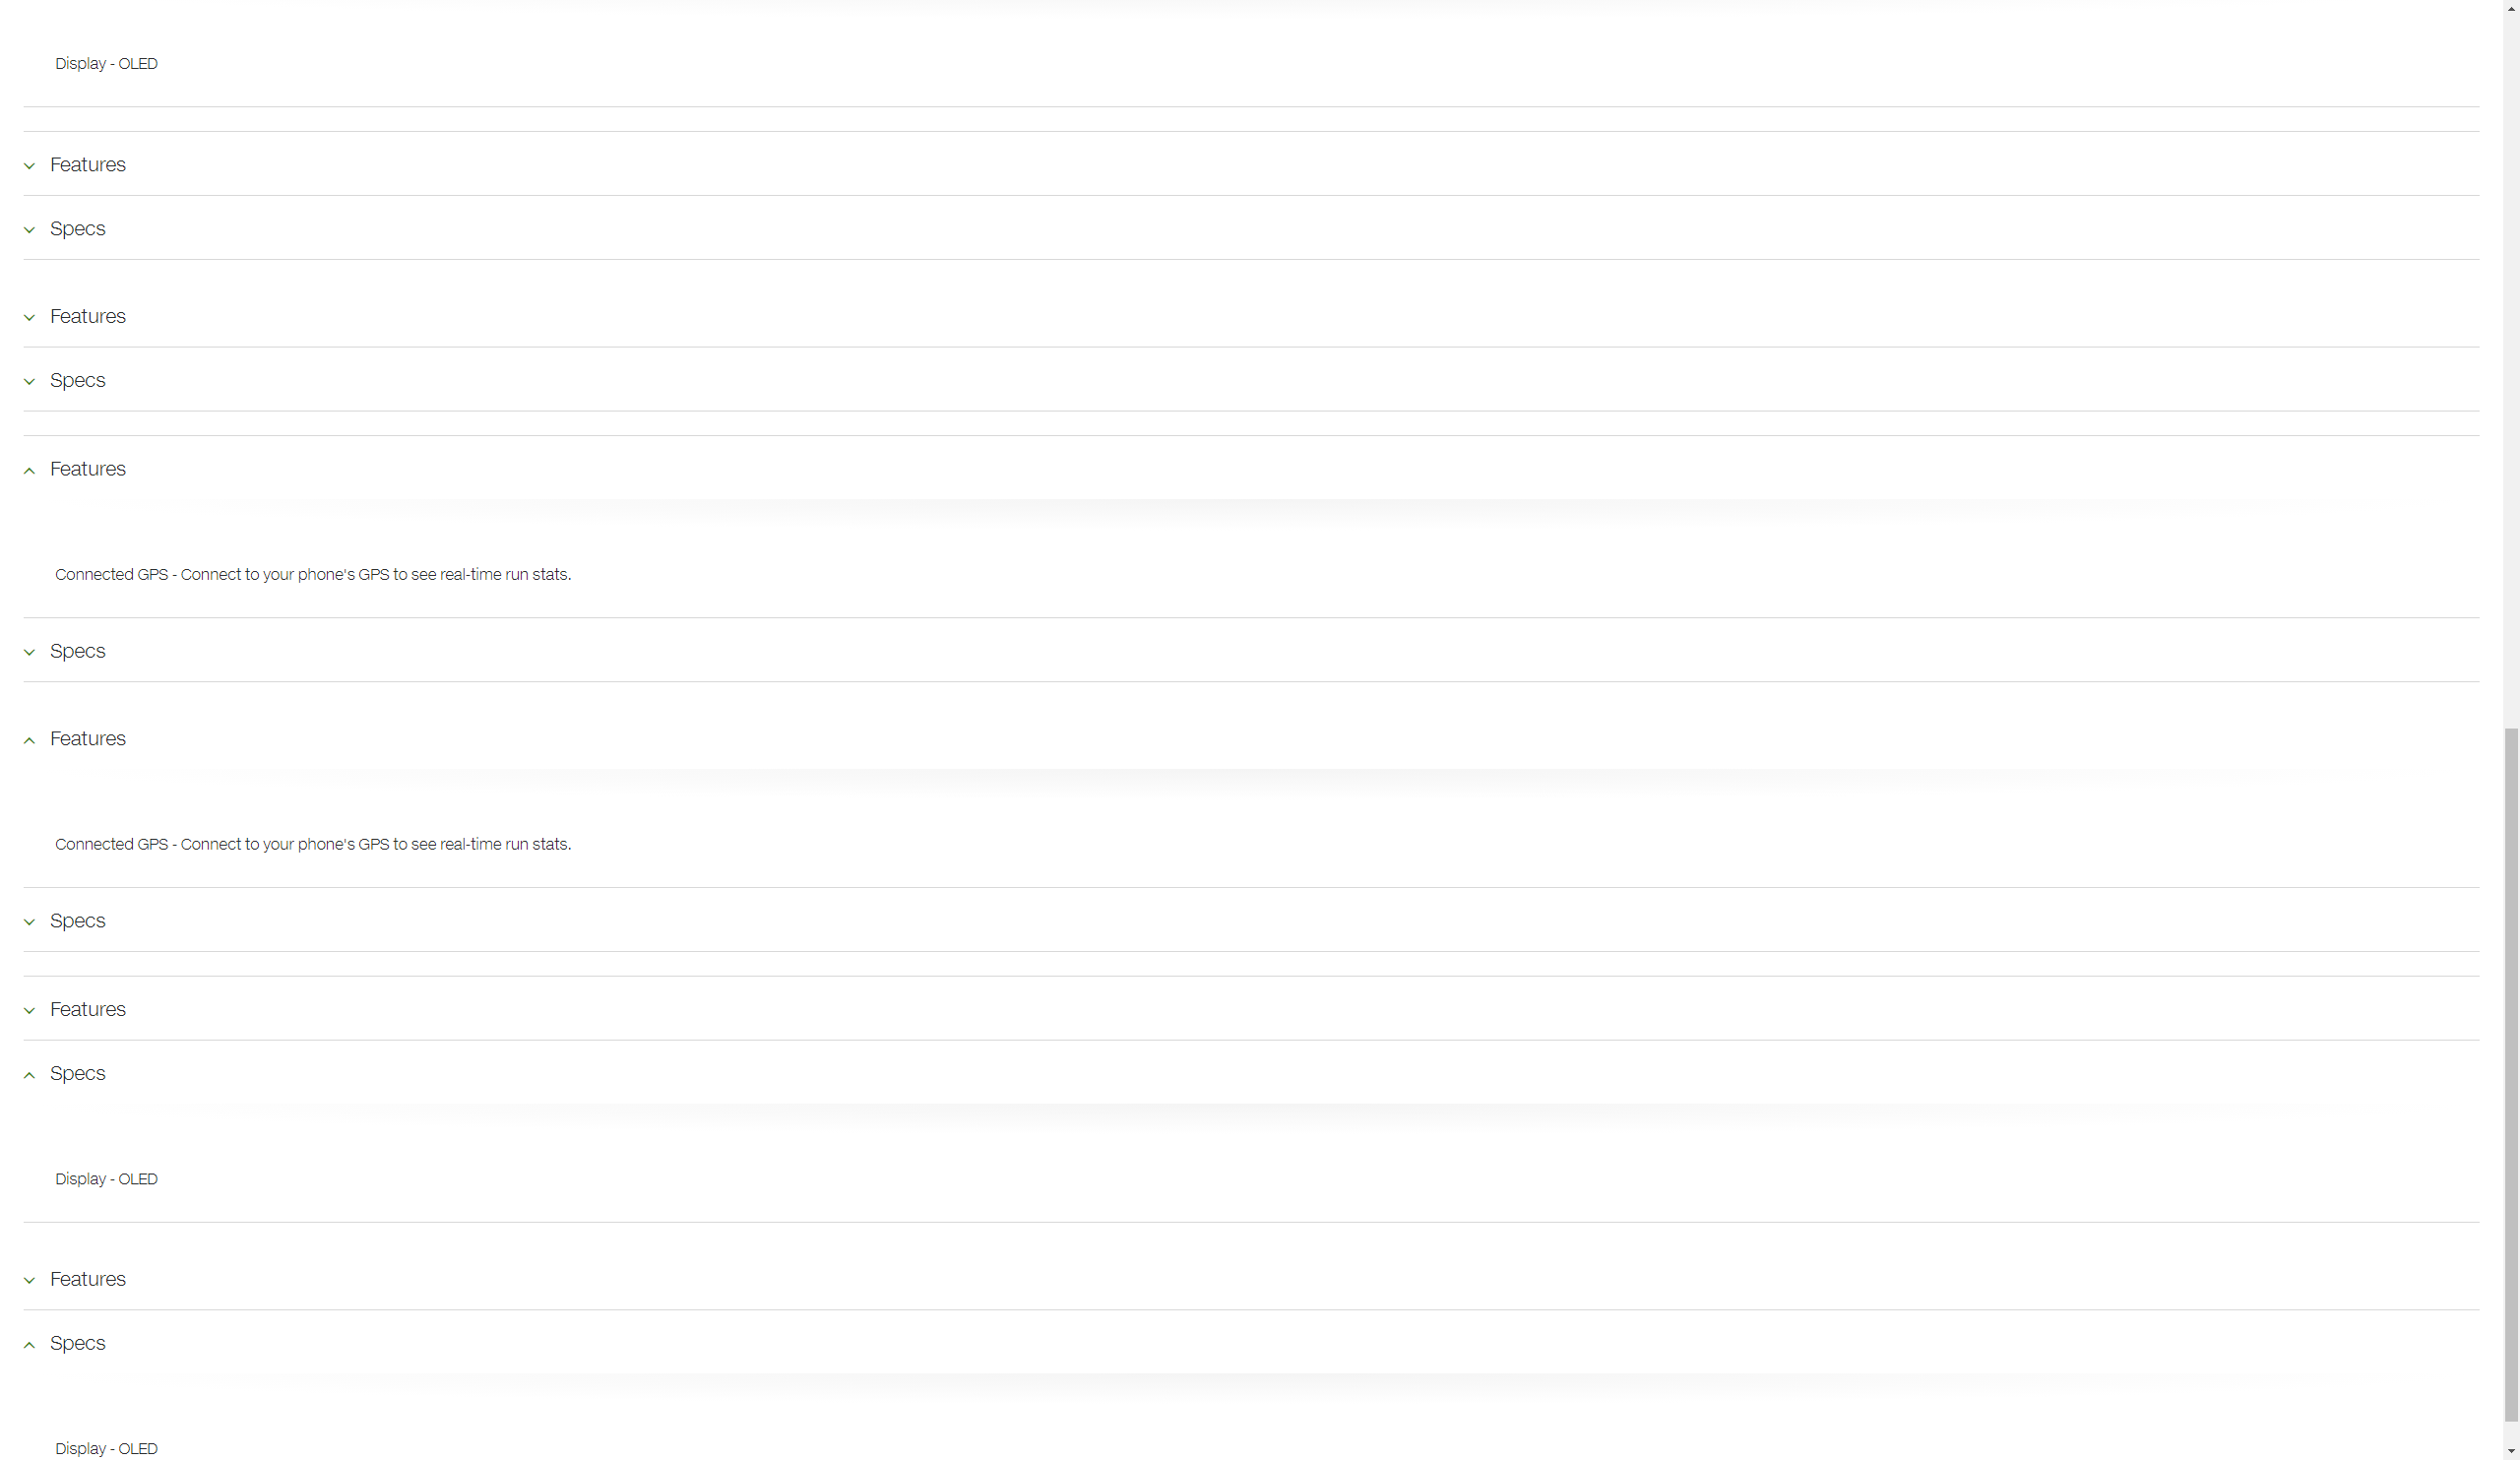 Display - OLED
Features
Specs
Features
Specs
Features
Connected GPS - Connect to your phone's GPS to see real-time run stats.
Specs
Features
Connected GPS - Connect to your phone's GPS to see real-time run stats.
Specs
Features
Specs
Display - OLED
Features
Specs
Display - OLED